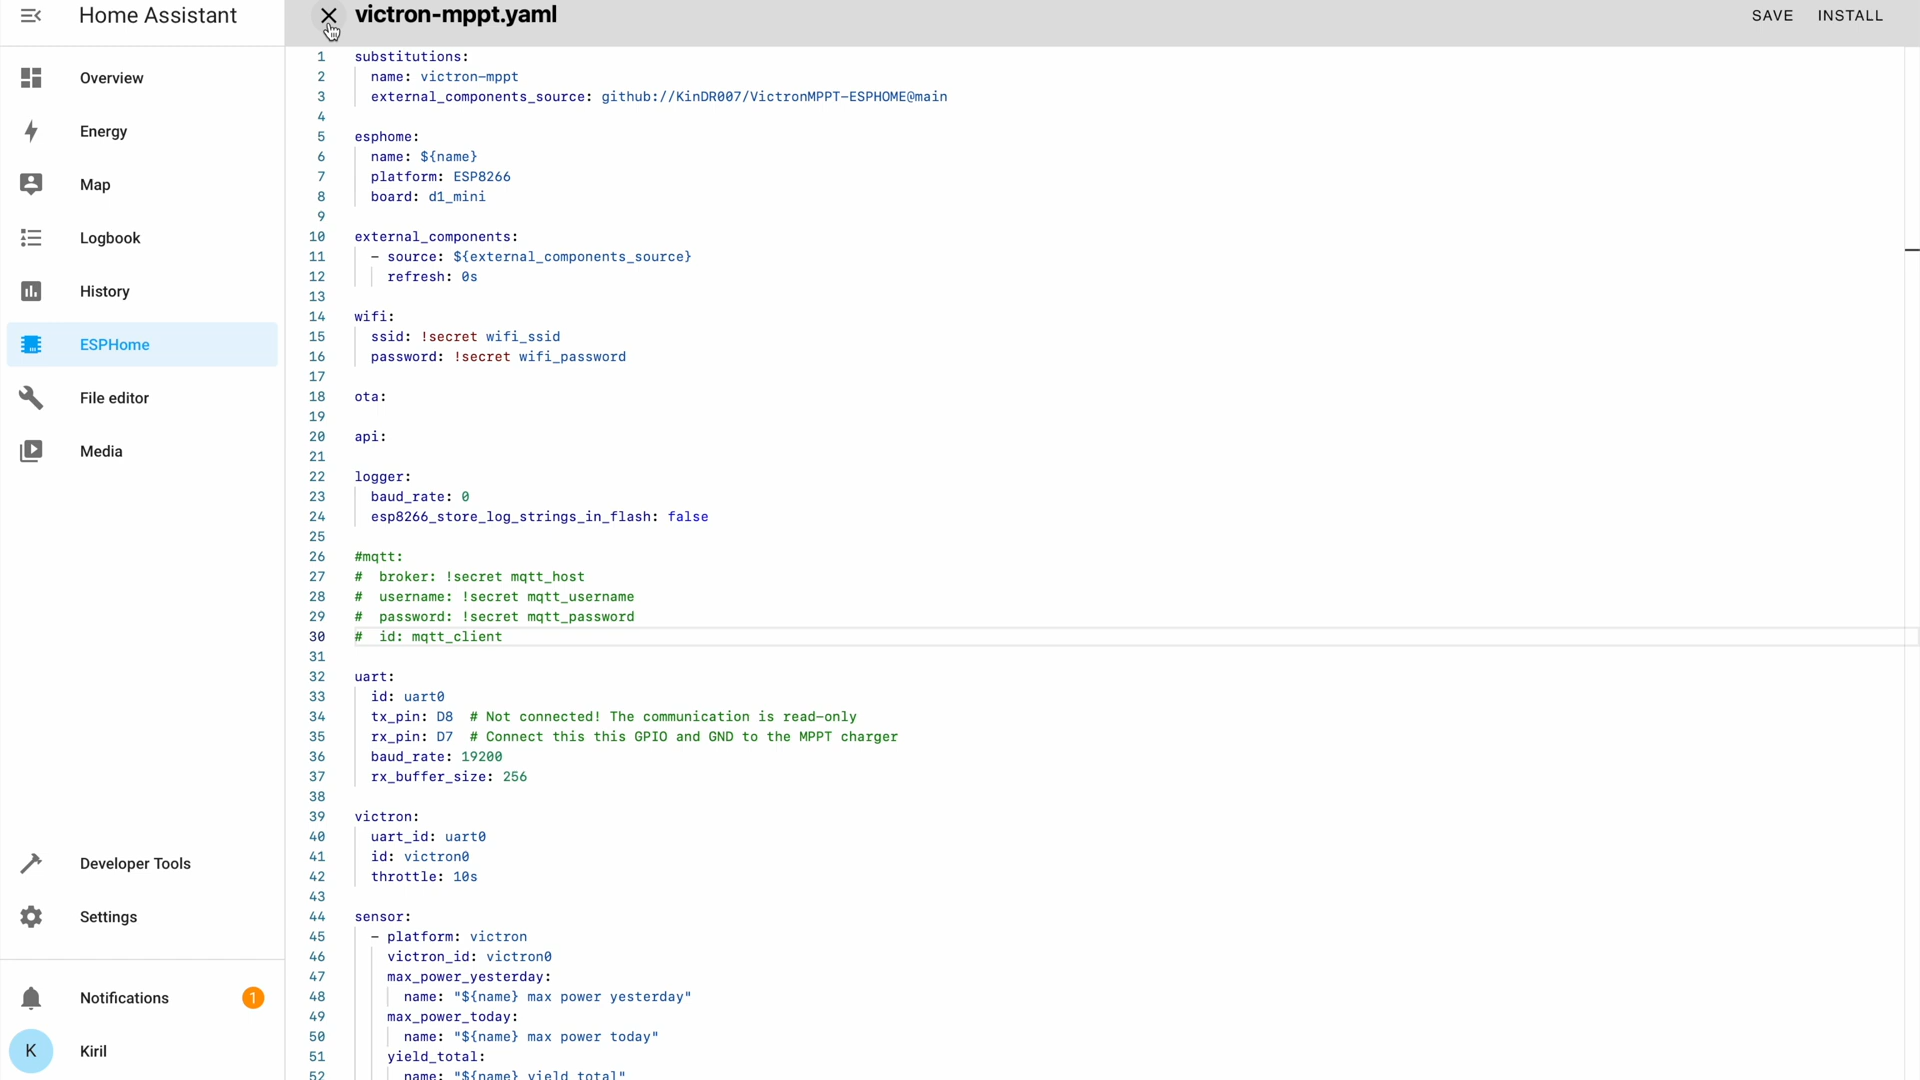 Home Assistant
victron-mppt.yaml
SAVE INSTALL
Overview
Energy
Map
Logbook
History
ESPHome
File editor
Media
Developer Tools
Settings
Notifications 1
K Kiril
1 substitutions:
2 name: victron-mppt
3 external_components_source: github://KinDR007/VictronMPPT-ESPHOME@main
4
5 esphome:
6 name: ${name}
7 platform: ESP8266
8 board: d1_mini
9
10 external_components:
11 - source: ${external_components_source}
12 refresh: 0s
13
14 wifi:
15 ssid: !secret wifi_ssid
16 password: !secret wifi_password
17
18 ota:
19
20 api:
21
22 logger:
23 baud_rate: 0
24 esp8266_store_log_strings_in_flash: false
25
26 #mqtt:
27 # broker: !secret mqtt_host
28 # username: !secret mqtt_username
29 # password: !secret mqtt_password
30 # id: mqtt_client
31
32 uart:
33 id: uart0
34 tx_pin: D8 # Not connected! The communication is read-only
35 rx_pin: D7 # Connect this this GPIO and GND to the MPPT charger
36 baud_rate: 19200
37 rx_buffer_size: 256
38
39 victron:
40 uart_id: uart0
41 id: victron0
42 throttle: 10s
43
44 sensor:
45 - platform: victron
46 victron_id: victron0
47 max_power_yesterday:
48 name: "${name} max power yesterday"
49 max_power_today:
50 name: "${name} max power today"
51 yield_total:
52 name: "${name} yield total"